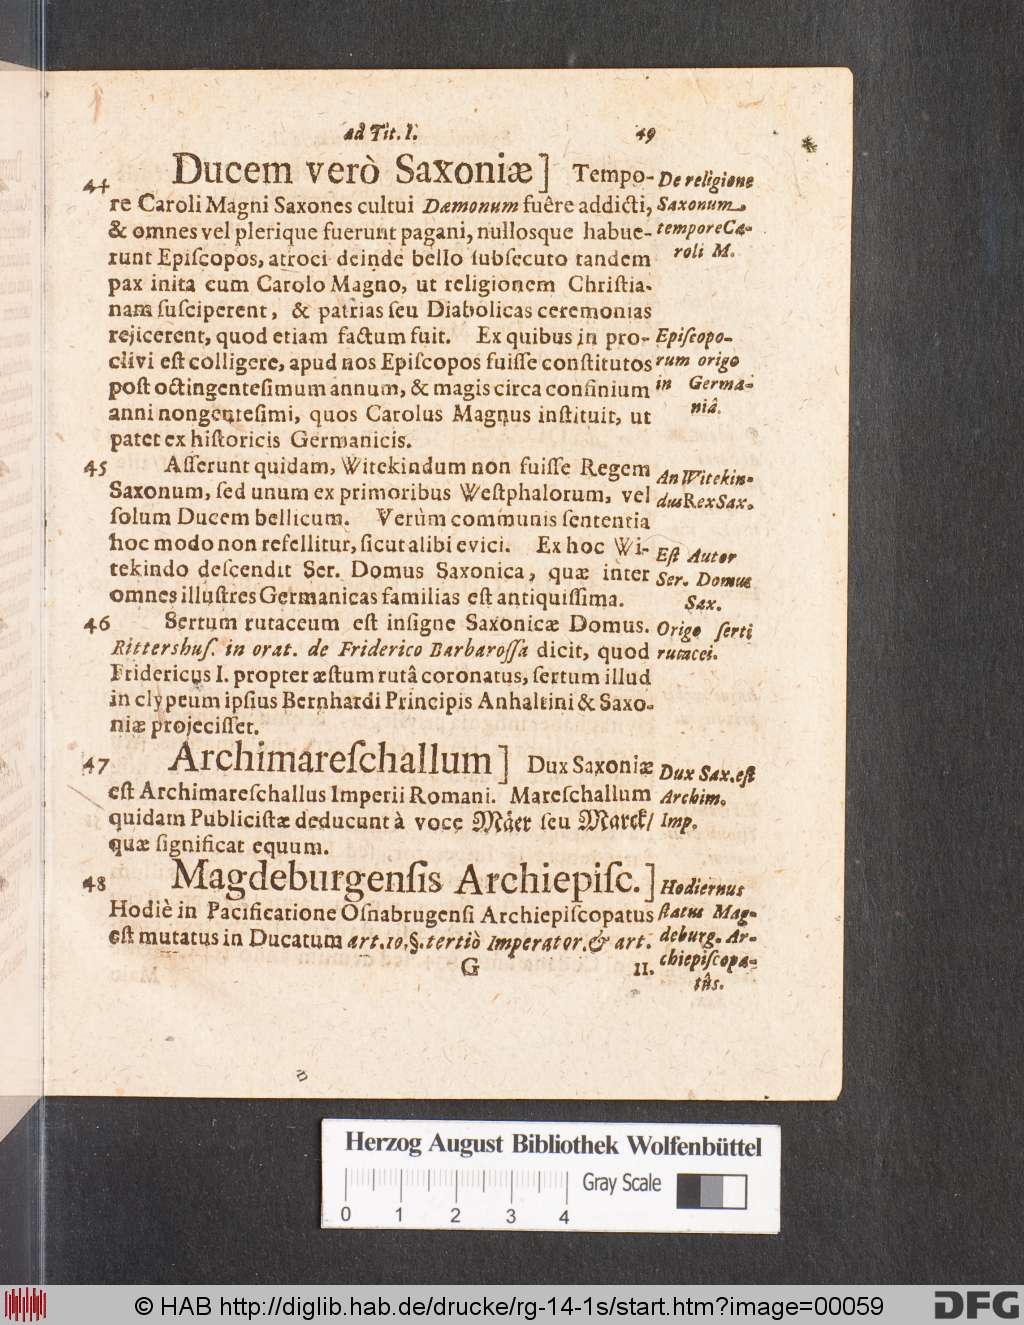 ad Tit. I. 49
44 Ducem verò Saxoniæ] Tempo-
re Caroli Magni Saxones cultui Dæmonum fuêre addicti,
& omnes vel plerique fuerunt pagani, nullosque habue-
runt Episcopos, atroci deinde bello subsecuto tandem
pax inita cum Carolo Magno, ut religionem Christia-
nam susciperent, & patrias seu Diabolicas ceremonias
rejicerent, quod etiam factum fuit. Ex quibus in pro-
clivi est colligere, apud nos Episcopos fuisse constitutos
post octingentesimum annum, & magis circa confinium
anni nongentesimi, quos Carolus Magnus instituit, ut
patet ex historicis Germanicis.
De religione
Saxonum
tempore Ca-
roli M.
Episcopo-
rum origo
in Germa-
niâ.
45 Asserunt quidam, Witekindum non fuisse Regem
Saxonum, sed unum ex primoribus Westphalorum, vel
solum Ducem bellicum. Verùm communis sententia
hoc modo non refellitur, sicut alibi evici. Ex hoc Wi-
tekindo descendit Ser. Domus Saxonica, quæ inter
omnes illustres Germanicas familias est antiquissima.
An Witekin-
dus Rex Sax.
Est Autor
Ser. Domus
Sax.
46 Sertum rutaceum est insigne Saxonicæ Domus.
Rittershus. in orat. de Friderico Barbarossa dicit, quod
Fridericus I. propter æstum rutâ coronatus, sertum illud
in clypeum ipsius Bernhardi Principis Anhaltini & Saxo-
niæ projecisset.
Origo serti
rutacei.
47 Archimareschallum] Dux Saxoniæ
est Archimareschallus Imperii Romani. Mareschallum
quidam Publicistæ deducunt à voce Mäer seu Marck/
quæ significat equum.
Dux Sax. est
Archim.
Imp.
48 Magdeburgensis Archiepisc.]
Hodiè in Pacificatione Osnabrugensi Archiepiscopatus
est mutatus in Ducatum art. 10. §. tertiò Imperator. & art.
G 11.
Hodiernus
status Mag-
deburg. Ar-
chiepiscopa-
tûs.
Herzog August Bibliothek Wolfenbüttel
Gray Scale
0 1 2 3 4
© HAB http://diglib.hab.de/drucke/rg-14-1s/start.htm?image=00059
DFG